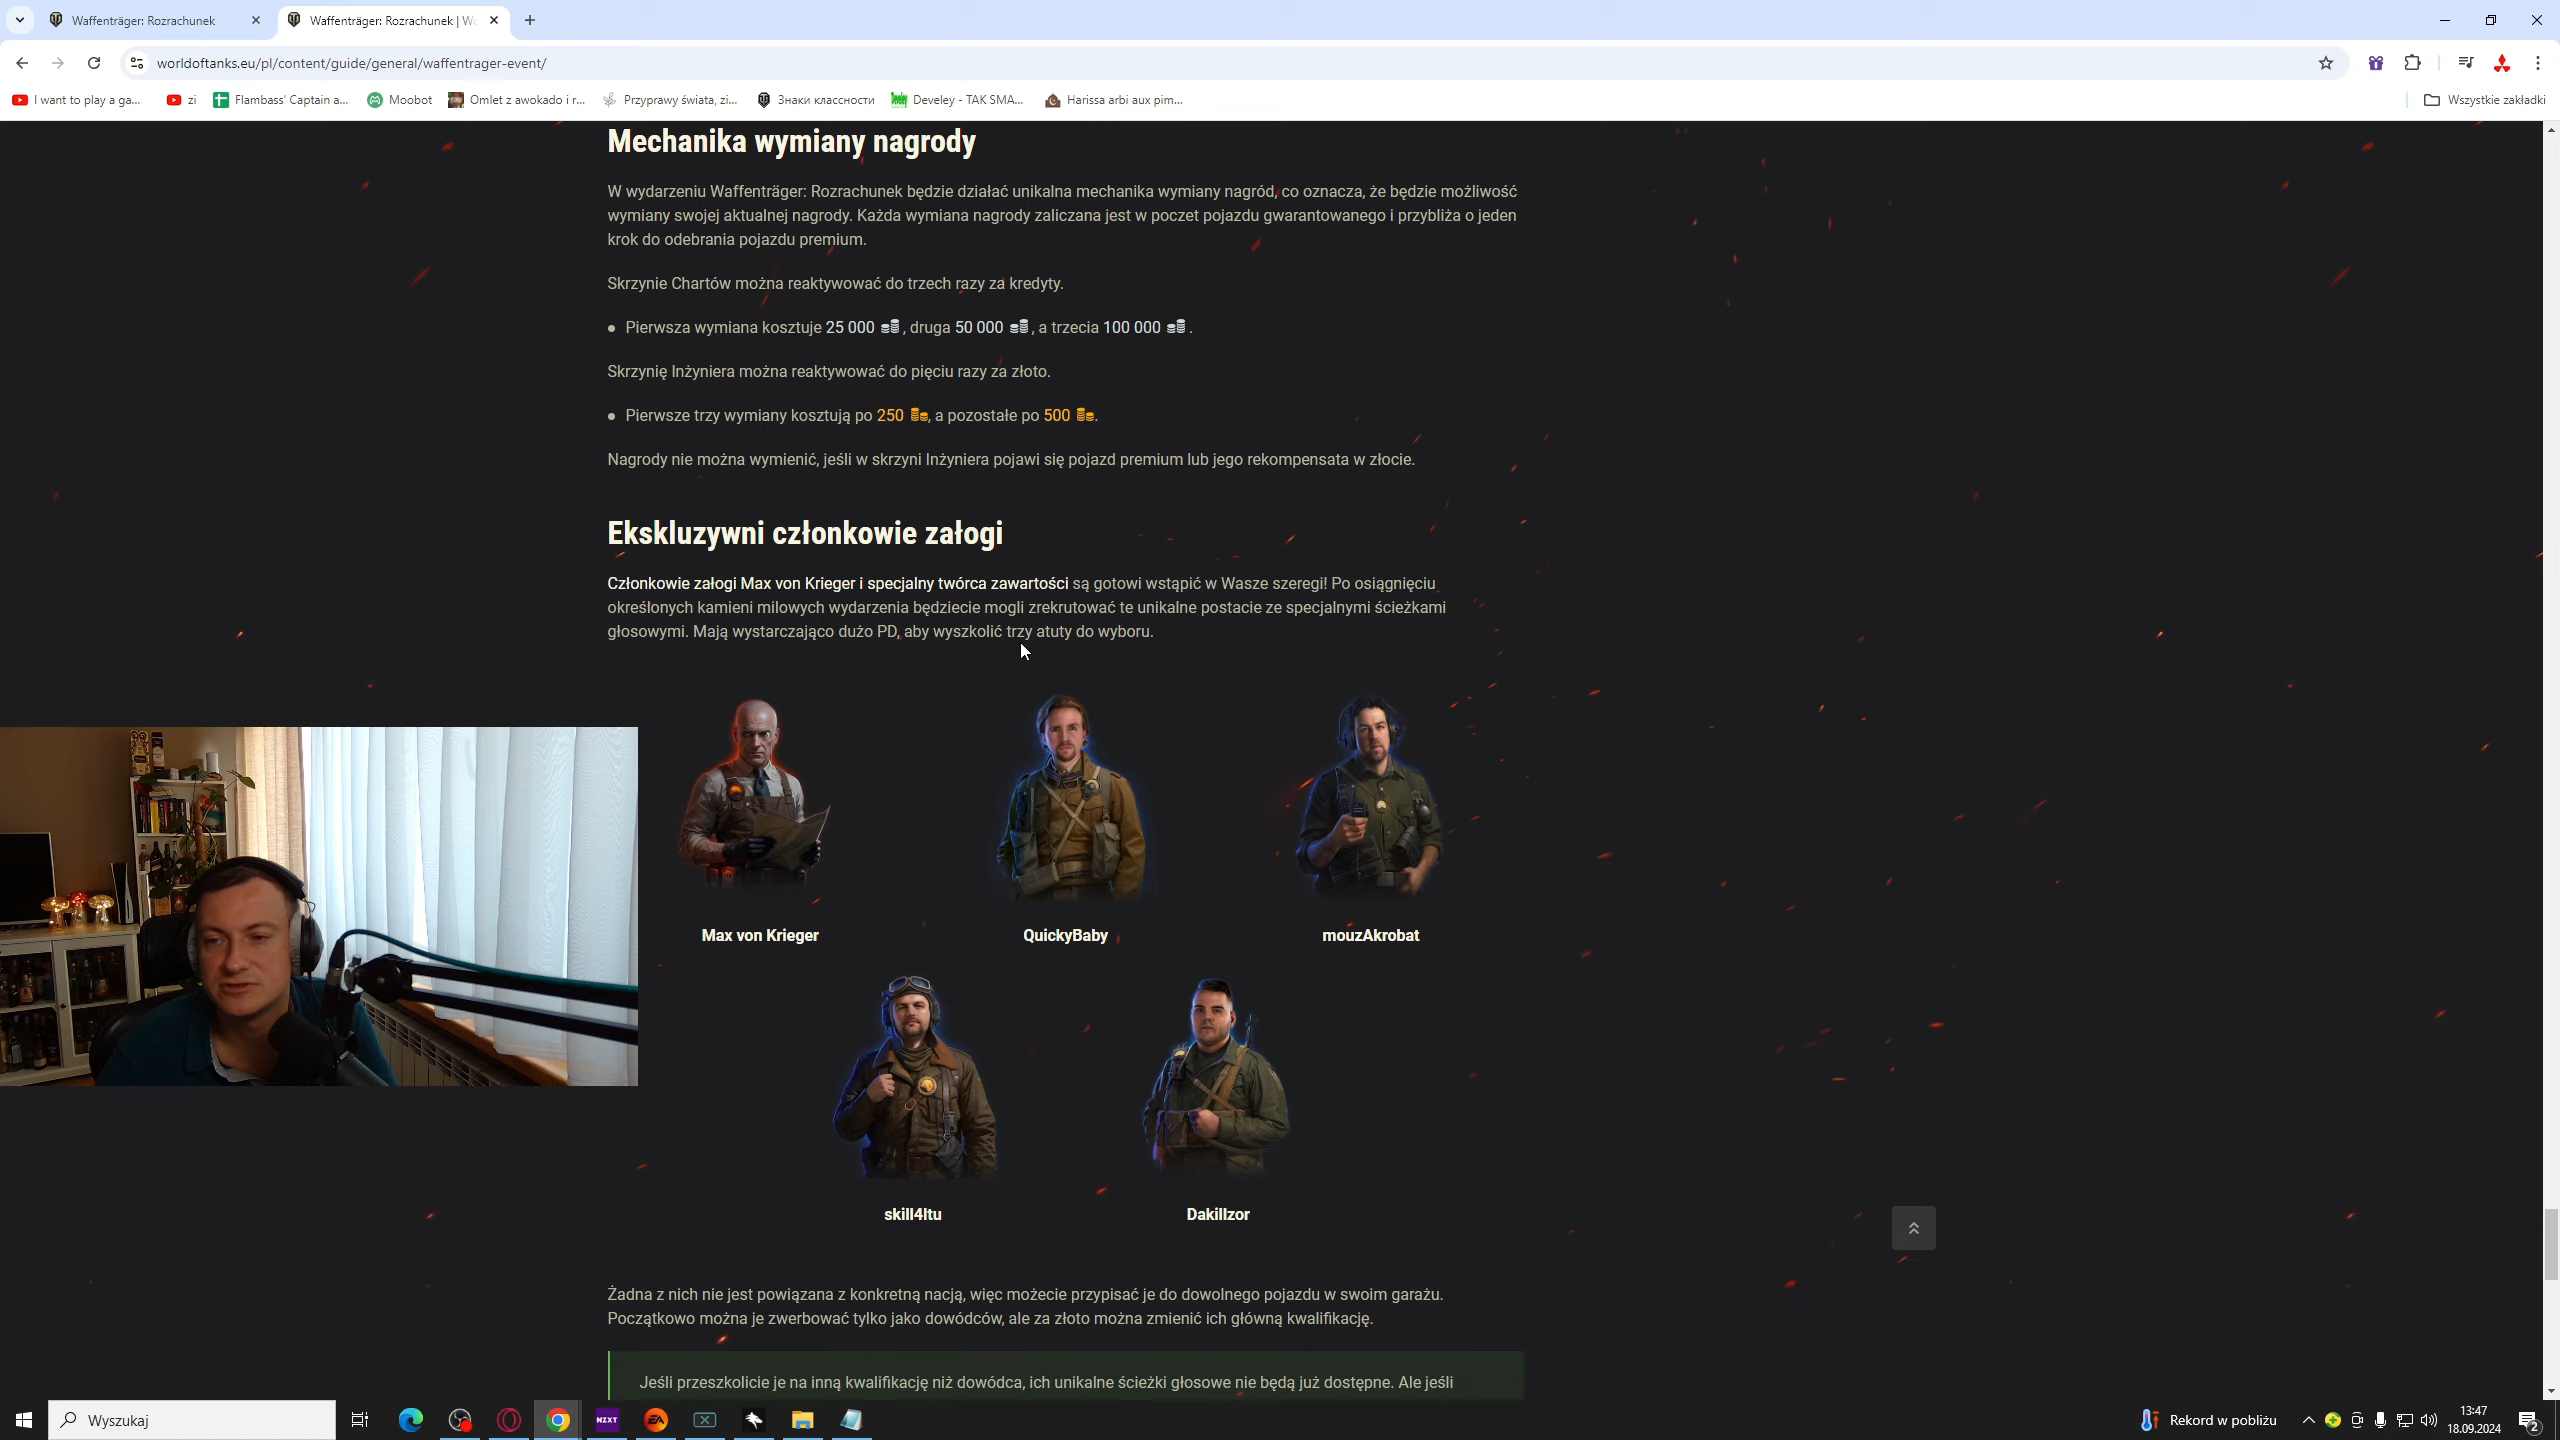 Waffenträger: Rozrachunek
Waffenträger: Rozrachunek | Wo
worldoftanks.eu/pl/content/guide/general/waffentrager-event/
I want to play a ga...
zi
Flambass' Captain a...
Moobot
Omlet z awokado i r...
Przyprawy świata, zi...
Знаки классности
Develey - TAK SMA...
Harissa arbi aux pim...
Wszystkie zakładki
Mechanika wymiany nagrody
W wydarzeniu Waffenträger: Rozrachunek będzie działać unikalna mechanika wymiany nagród, co oznacza, że będzie możliwość
wymiany swojej aktualnej nagrody. Każda wymiana nagrody zaliczana jest w poczet pojazdu gwarantowanego i przybliża o jeden
krok do odebrania pojazdu premium.
Skrzynie Chartów można reaktywować do trzech razy za kredyty.
Pierwsza wymiana kosztuje 25 000 , druga 50 000 , a trzecia 100 000 .
Skrzynię Inżyniera można reaktywować do pięciu razy za złoto.
Pierwsze trzy wymiany kosztują po 250 , a pozostałe po 500 .
Nagrody nie można wymienić, jeśli w skrzyni Inżyniera pojawi się pojazd premium lub jego rekompensata w złocie.
Ekskluzywni członkowie załogi
Członkowie załogi Max von Krieger i specjalny twórca zawartości są gotowi wstąpić w Wasze szeregi! Po osiągnięciu
określonych kamieni milowych wydarzenia będziecie mogli zrekrutować te unikalne postacie ze specjalnymi ścieżkami
głosowymi. Mają wystarczająco dużo PD, aby wyszkolić trzy atuty do wyboru.
Max von Krieger
QuickyBaby
mouzAkrobat
skill4ltu
Dakillzor
Żadna z nich nie jest powiązana z konkretną nacją, więc możecie przypisać je do dowolnego pojazdu w swoim garażu.
Początkowo można je zwerbować tylko jako dowódców, ale za złoto można zmienić ich główną kwalifikację.
Jeśli przeszkolicie je na inną kwalifikację niż dowódca, ich unikalne ścieżki głosowe nie będą już dostępne. Ale jeśli
Wyszukaj
NZXT
EA
Rekord w pobliżu
13:47
18.09.2024
2